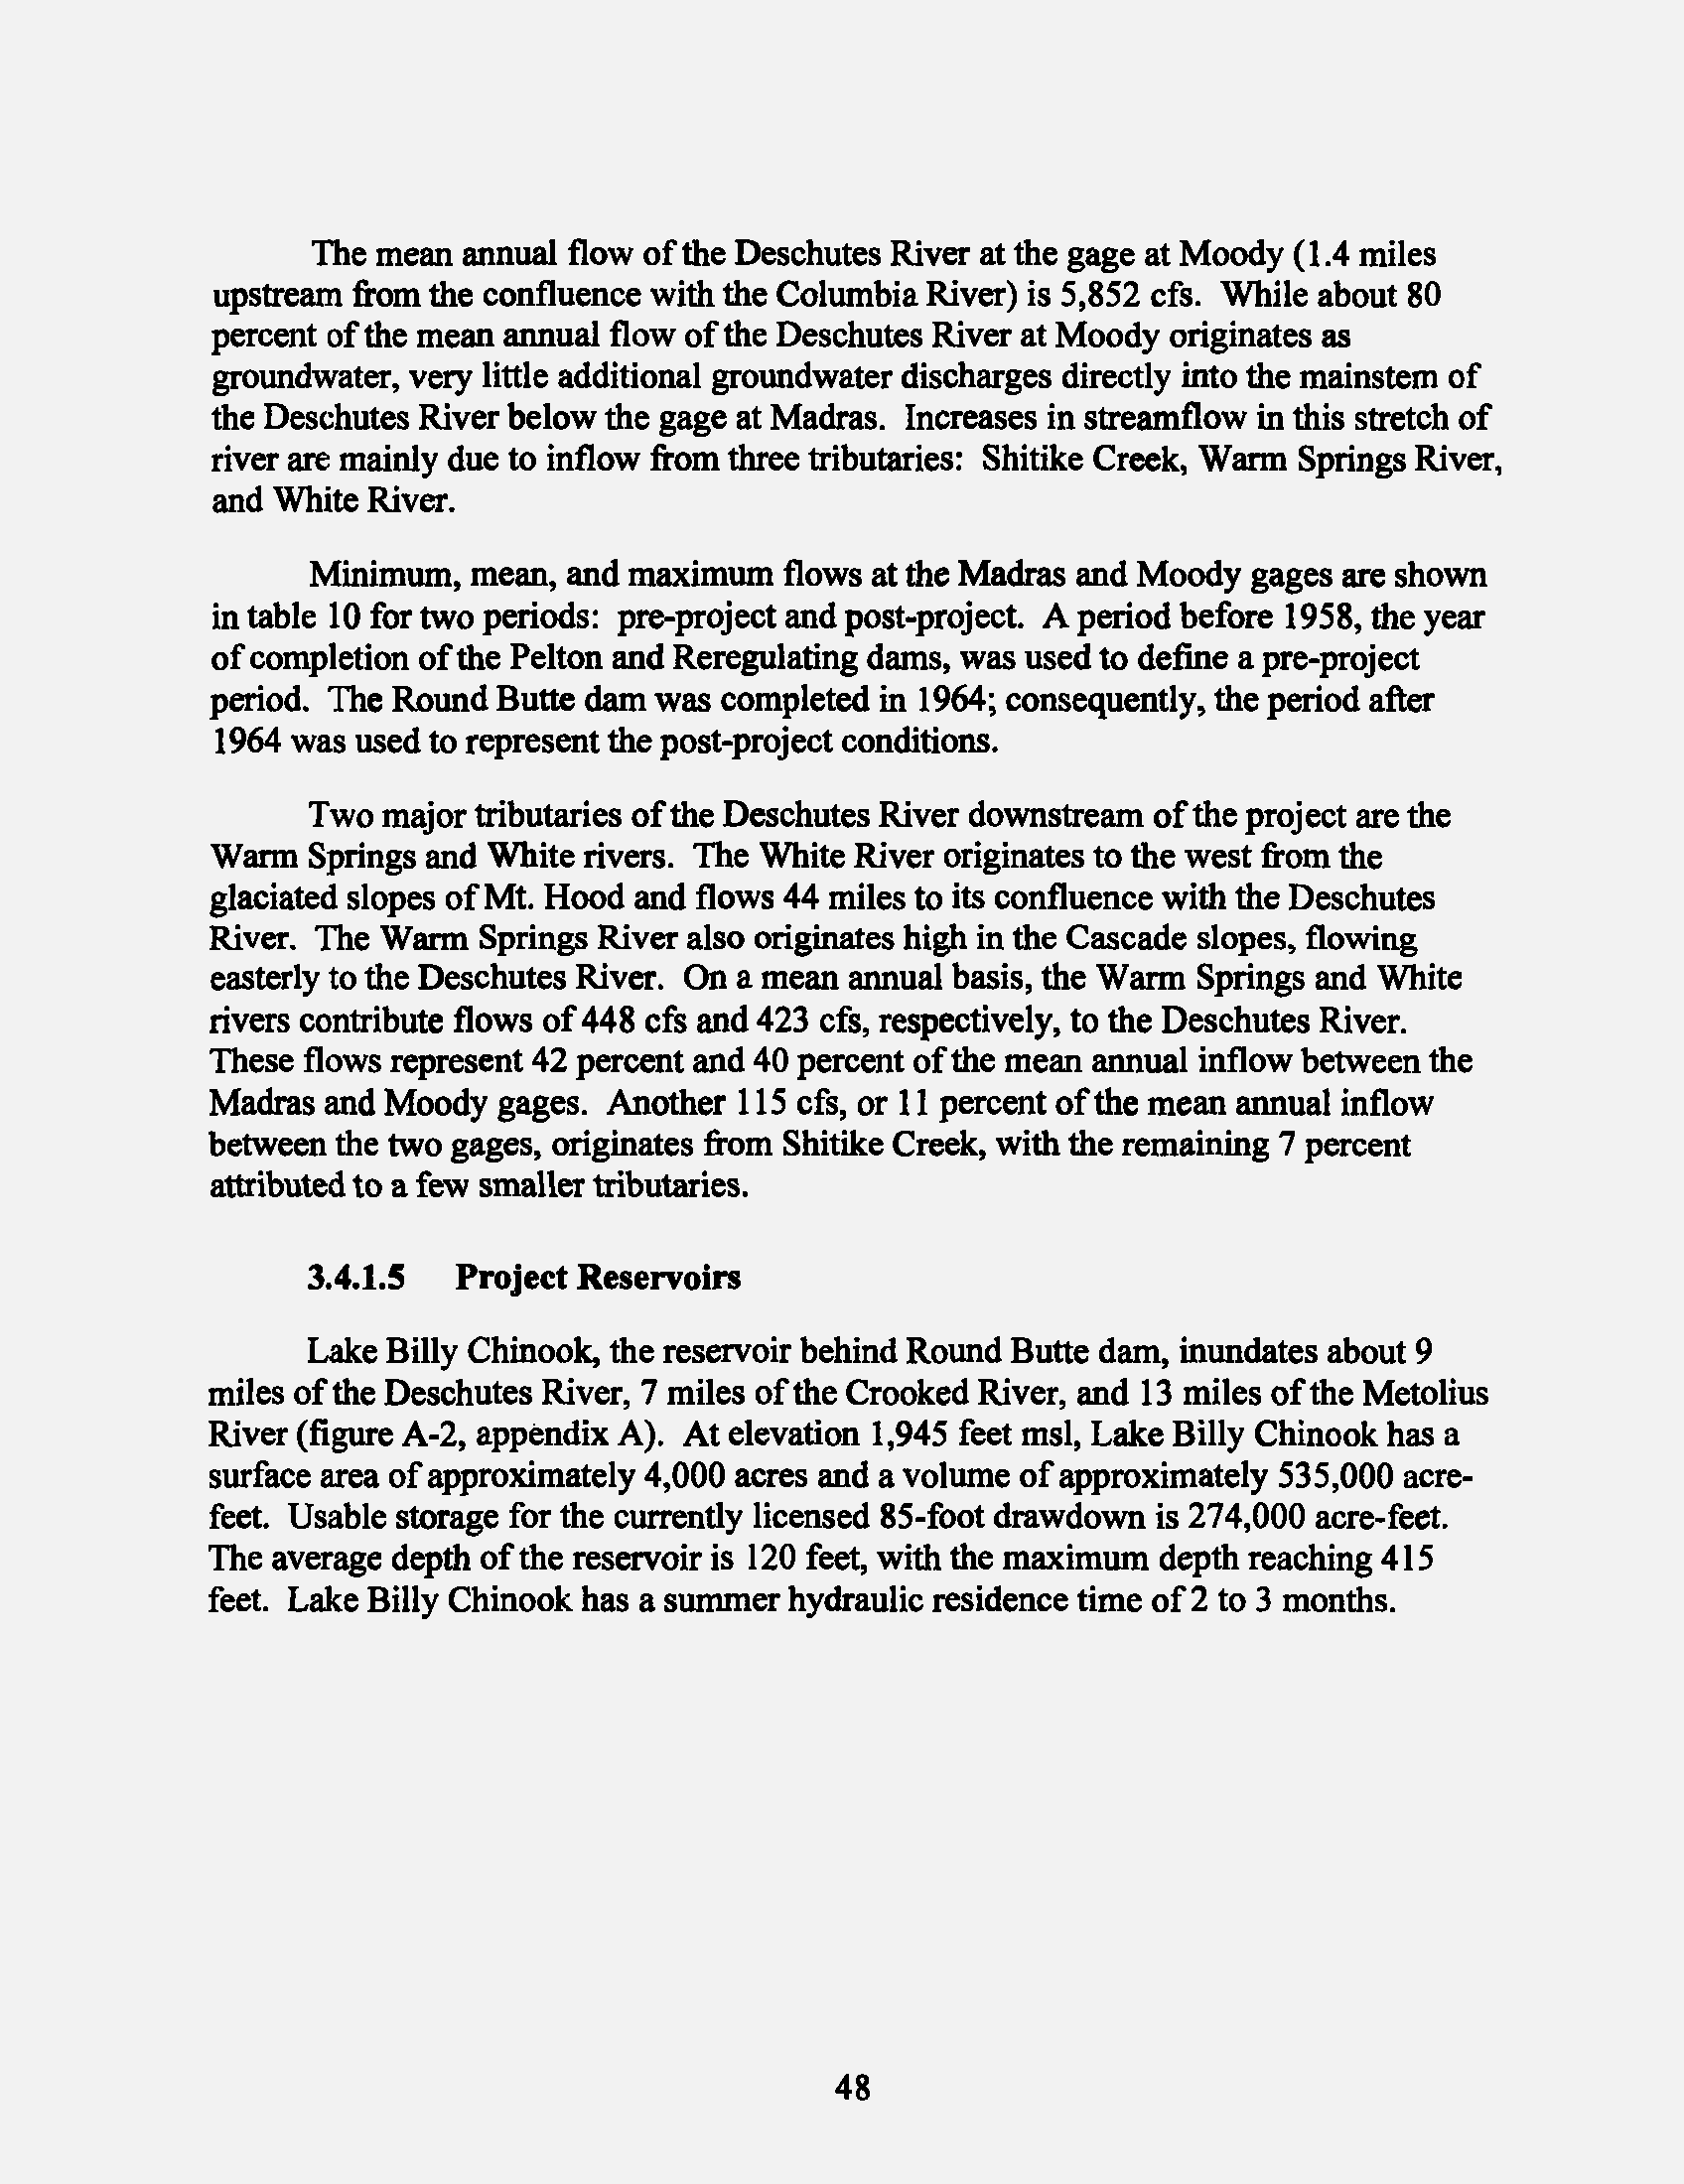 The mean annual flow of the Deschutes River at the gage at Moody (1.4 miles
upstream from the confluence with the Columbia River) is 5,852 cfs. While about 80
percent of the mean annual flow of the Deschutes River at Moody originates as
groundwater, very little additional groundwater discharges directly into the mainstem of
the Deschutes River below the gage at Madras. Increases in streamflow in this stretch of
river are mainly due to inflow from three tributaries: Shitike Creek, Warm Springs River,
and White River.
Minimum, mean, and maximum flows at the Madras and Moody gages are shown
in table 10 for two periods: pre-project and post-project. A period before 1958, the year
of completion of the Pelton and Reregulating dams, was used to define a pre-project
period. The Round Butte dam was completed in 1964; consequently, the period after
1964 was used to represent the post-project conditions.
Two major tributaries of the Deschutes River downstream of the project are the
Warm Springs and White rivers. The White River originates to the west from the
glaciated slopes of Mt. Hood and flows 44 miles to its confluence with the Deschutes
River. The Warm Springs River also originates high in the Cascade slopes, flowing
easterly to the Deschutes River. On a mean annual basis, the Warm Springs and White
rivers contribute flows of 448 cfs and 423 cfs, respectively, to the Deschutes River.
These flows represent 42 percent and 40 percent of the mean annual inflow between the
Madras and Moody gages. Another 115 cfs, or 11 percent of the mean annual inflow
between the two gages, originates from Shitike Creek, with the remaining 7 percent
attributed to a few smaller tributaries.
3.4.1.5 Project Reservoirs
Lake Billy Chinook, the reservoir behind Round Butte dam, inundates about 9
miles of the Deschutes River, 7 miles of the Crooked River, and 13 miles of the Metolius
River (figure A-2, appendix A). At elevation 1,945 feet msl, Lake Billy Chinook has a
surface area of approximately 4,000 acres and a volume of approximately 535,000 acre-
feet. Usable storage for the currently licensed 85-foot drawdown is 274,000 acre-feet.
The average depth of the reservoir is 120 feet, with the maximum depth reaching 415
feet. Lake Billy Chinook has a summer hydraulic residence time of 2 to 3 months.
48